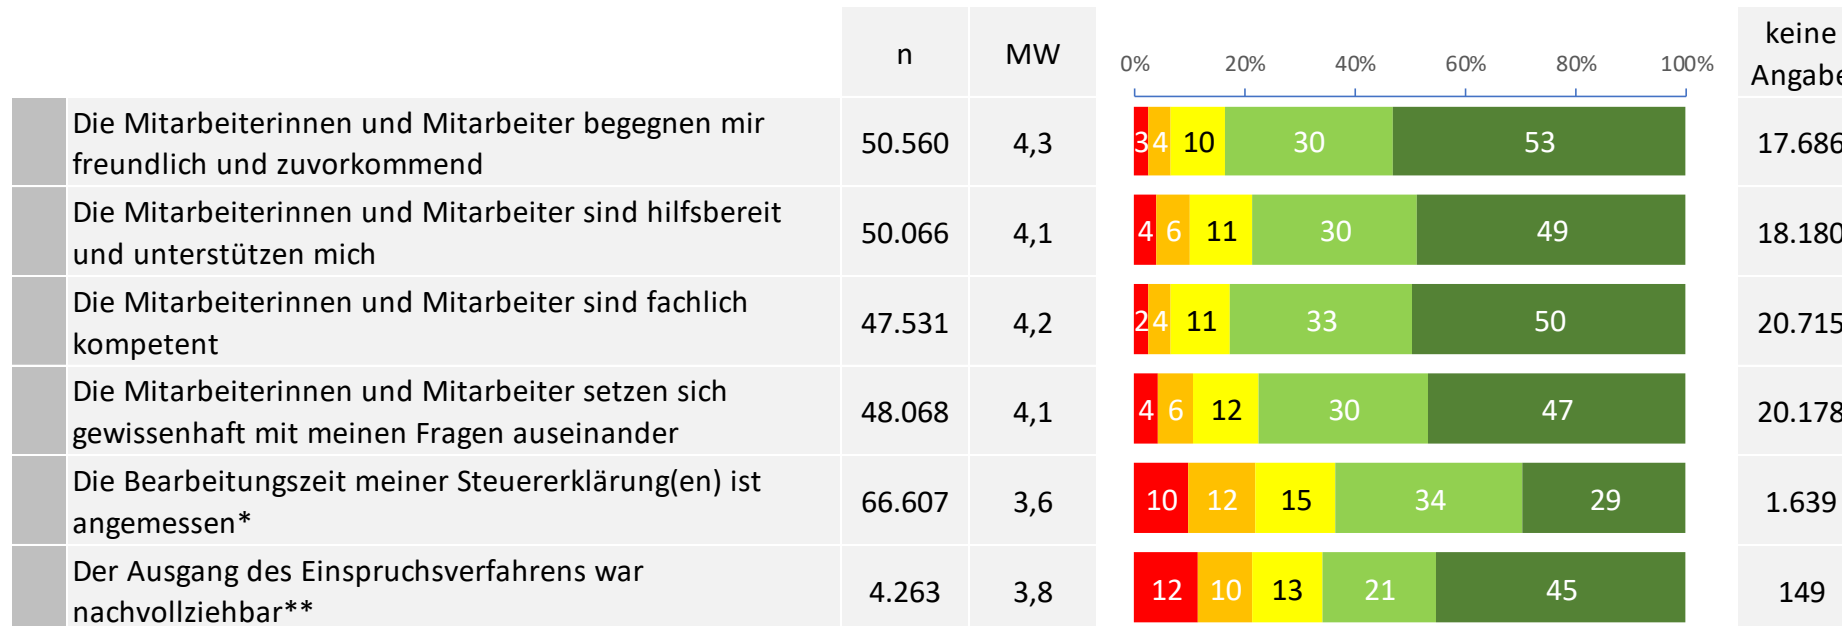 n MW 0% 20% 40% 60% 80% 100% keine
Angabe
Die Mitarbeiterinnen und Mitarbeiter begegnen mir
freundlich und zuvorkommend
50.560 4,3 3 4 10 30 53 17.686
Die Mitarbeiterinnen und Mitarbeiter sind hilfsbereit
und unterstützen mich
50.066 4,1 4 6 11 30 49 18.180
Die Mitarbeiterinnen und Mitarbeiter sind fachlich
kompetent
47.531 4,2 2 4 11 33 50 20.715
Die Mitarbeiterinnen und Mitarbeiter setzen sich
gewissenhaft mit meinen Fragen auseinander
48.068 4,1 4 6 12 30 47 20.178
Die Bearbeitungszeit meiner Steuererklärung(en) ist
angemessen*
66.607 3,6 10 12 15 34 29 1.639
Der Ausgang des Einspruchsverfahrens war
nachvollziehbar**
4.263 3,8 12 10 13 21 45 149